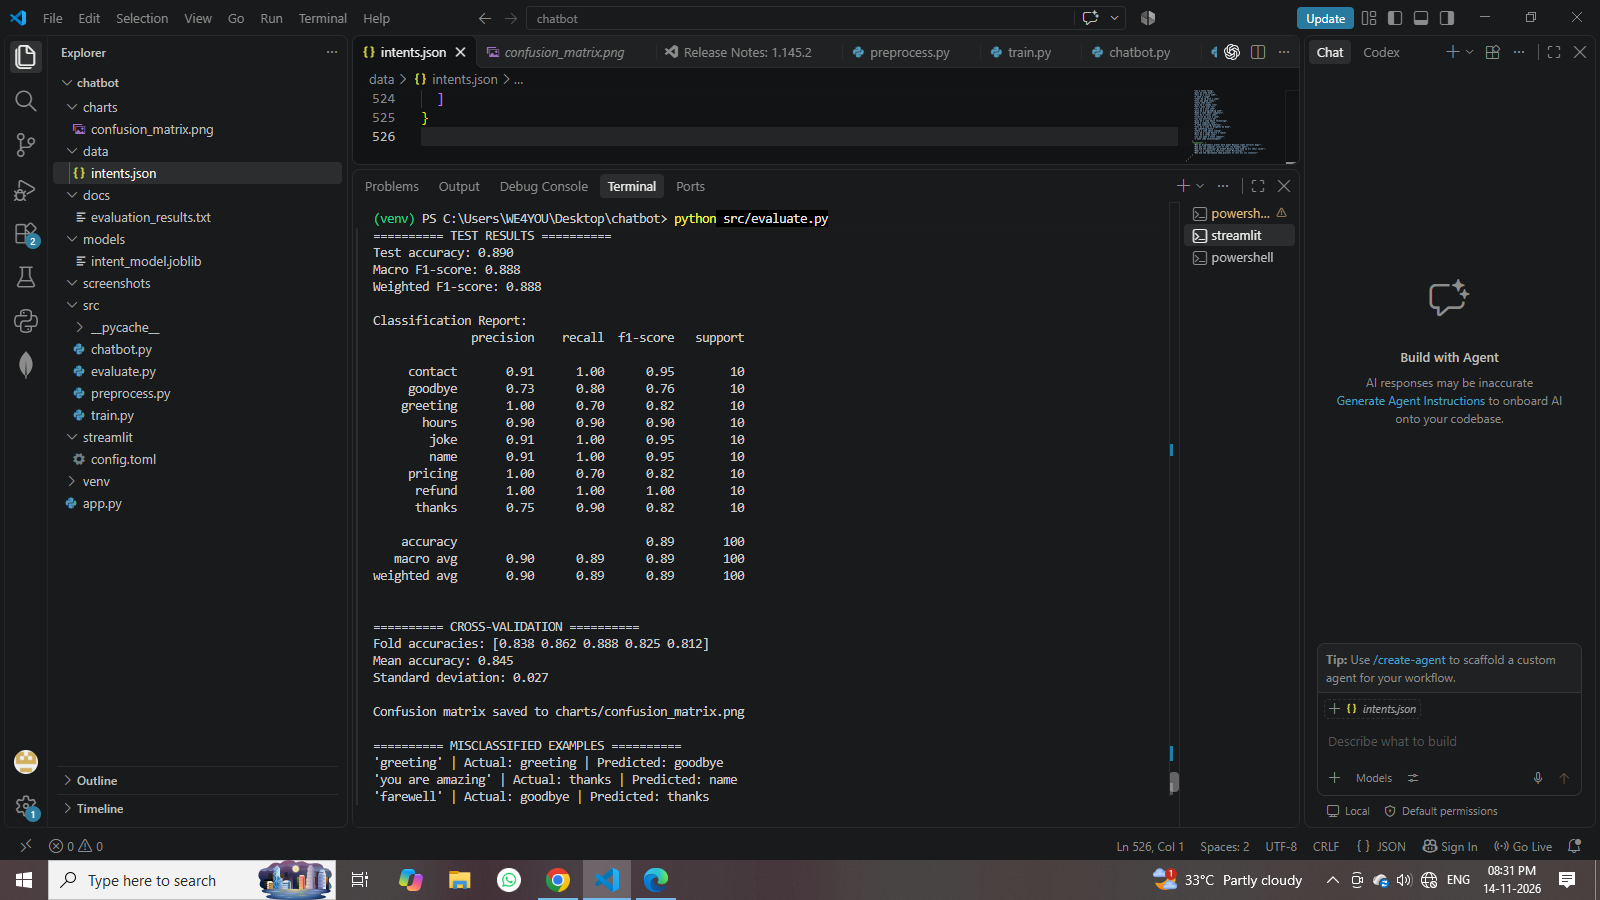 File Edit Selection View Go Run Terminal Help
chatbot
Update
Explorer
chatbot
charts
confusion_matrix.png
data
intents.json
docs
evaluation_results.txt
models
intent_model.joblib
screenshots
src
__pycache__
chatbot.py
evaluate.py
preprocess.py
train.py
streamlit
config.toml
venv
app.py
Outline
Timeline
2
1
{} intents.json
confusion_matrix.png
Release Notes: 1.145.2
preprocess.py
train.py
chatbot.py
data > {} intents.json > ...
524 ]
525 }
526
Problems Output Debug Console Terminal Ports
(venv) PS C:\Users\WE4YOU\Desktop\chatbot> python src/evaluate.py
========== TEST RESULTS ==========
Test accuracy: 0.890
Macro F1-score: 0.888
Weighted F1-score: 0.888
Classification Report:
precision recall f1-score support
contact 0.91 1.00 0.95 10
goodbye 0.73 0.80 0.76 10
greeting 1.00 0.70 0.82 10
hours 0.90 0.90 0.90 10
joke 0.91 1.00 0.95 10
name 0.91 1.00 0.95 10
pricing 1.00 0.70 0.82 10
refund 1.00 1.00 1.00 10
thanks 0.75 0.90 0.82 10
accuracy 0.89 100
macro avg 0.90 0.89 0.89 100
weighted avg 0.90 0.89 0.89 100
========== CROSS-VALIDATION ==========
Fold accuracies: [0.838 0.862 0.888 0.825 0.812]
Mean accuracy: 0.845
Standard deviation: 0.027
Confusion matrix saved to charts/confusion_matrix.png
========== MISCLASSIFIED EXAMPLES ==========
'greeting' | Actual: greeting | Predicted: goodbye
'you are amazing' | Actual: thanks | Predicted: name
'farewell' | Actual: goodbye | Predicted: thanks
powersh...
streamlit
powershell
Chat Codex
Build with Agent
AI responses may be inaccurate
Generate Agent Instructions to onboard AI
onto your codebase.
Tip: Use /create-agent to scaffold a custom
agent for your workflow.
{} intents.json
Describe what to build
Models
Local Default permissions
0 0
Ln 526, Col 1 Spaces: 2 UTF-8 CRLF {} JSON Sign In Go Live
Type here to search
1
33°C Partly cloudy
ENG
08:31 PM
14-11-2026